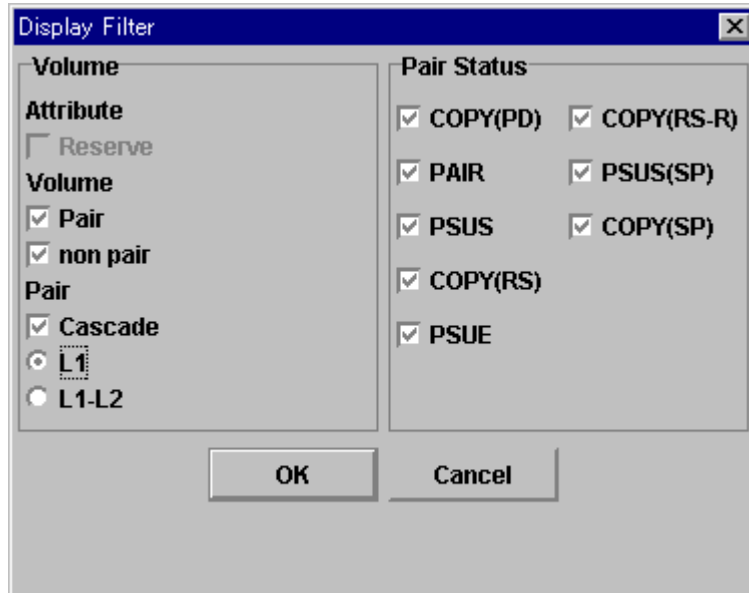 Display Filter
Volume
Attribute
Reserve
Volume
Pair
non pair
Pair
Cascade
L1
L1-L2
Pair Status
COPY(PD)
COPY(RS-R)
PAIR
PSUS(SP)
PSUS
COPY(SP)
COPY(RS)
PSUE
OK
Cancel